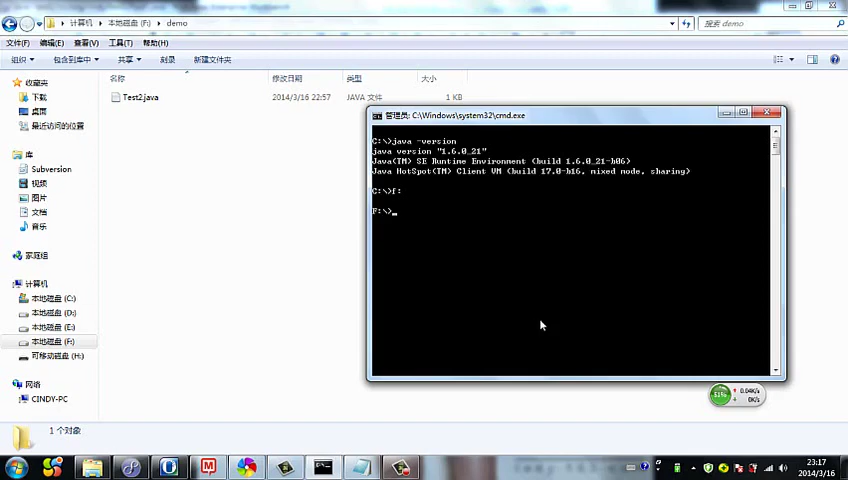 计算机 ▸ 本地磁盘 (F:) ▸ demo
搜索 demo
文件(F) 编辑(E) 查看(V) 工具(T) 帮助(H)
组织 包含到库中 共享 刻录 新建文件夹
收藏夹
下载
桌面
最近访问的位置
库
Subversion
视频
图片
文档
音乐
家庭组
计算机
本地磁盘 (C:)
本地磁盘 (D:)
本地磁盘 (E:)
本地磁盘 (F:)
可移动磁盘 (H:)
网络
CINDY-PC
名称 修改日期 类型 大小
Test2.java 2014/3/16 22:57 JAVA 文件 1 KB
管理员: C:\Windows\system32\cmd.exe
C:\>java -version
java version "1.6.0_21"
Java(TM) SE Runtime Environment (build 1.6.0_21-b06)
Java HotSpot(TM) Client VM (build 17.0-b16, mixed mode, sharing)
C:\>f:
F:\>_
51%
0.04K/s
0K/s
1 个对象
23:17
2014/3/16